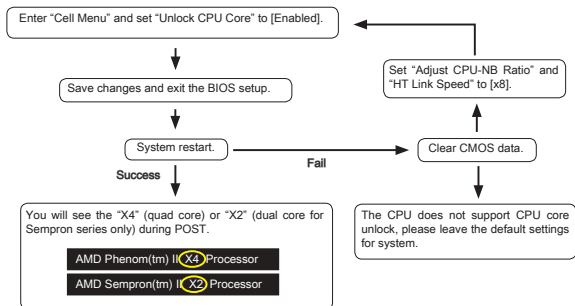 Enter “Cell Menu” and set “Unlock CPU Core” to [Enabled].
Save changes and exit the BIOS setup.
Set “Adjust CPU-NB Ratio” and
“HT Link Speed” to [x8].
System restart.
Fail
Clear CMOS data.
Success
You will see the “X4” (quad core) or “X2” (dual core for
Sempron series only) during POST.
AMD Phenom(tm) II X4 Processor
AMD Sempron(tm) II X2 Processor
The CPU does not support CPU core
unlock, please leave the default settings
for system.